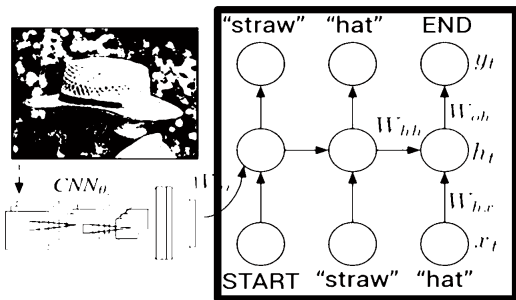 “straw” “hat” END
y_t
W_hh W_oh
h_t
CNN_θ
W_hx
x_t
START “straw” “hat”